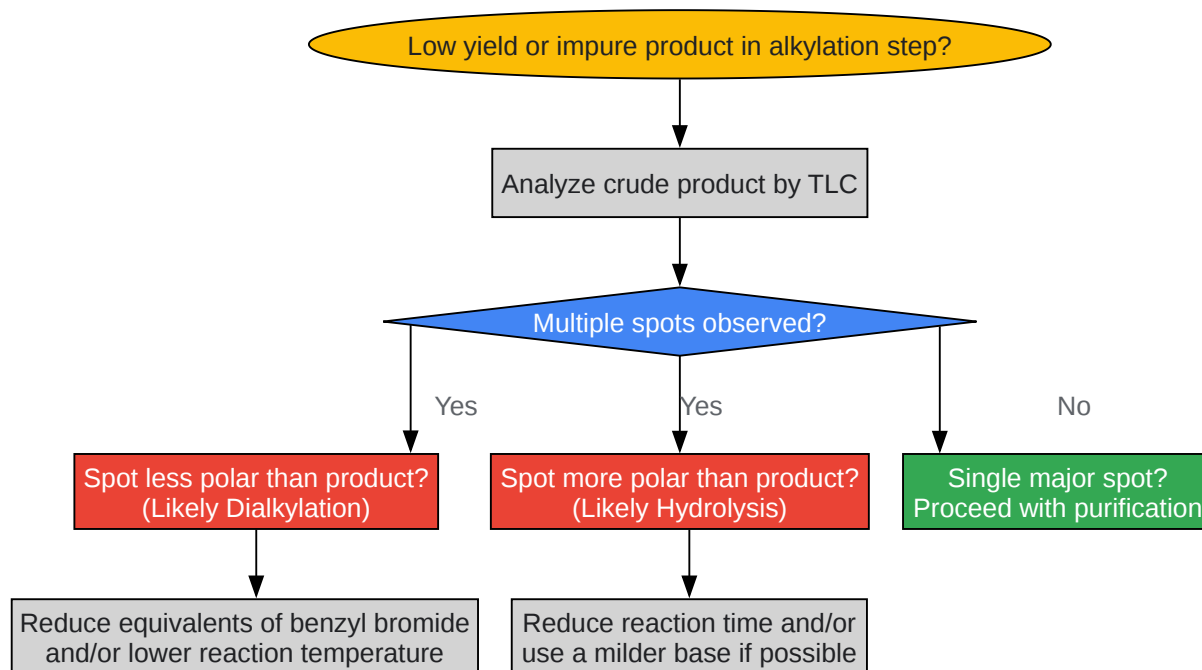 Low yield or impure product in alkylation step?
Analyze crude product by TLC
Multiple spots observed?
Yes
Yes
No
Spot less polar than product?
(Likely Dialkylation)
Spot more polar than product?
(Likely Hydrolysis)
Single major spot?
Proceed with purification
Reduce equivalents of benzyl bromide
and/or lower reaction temperature
Reduce reaction time and/or
use a milder base if possible